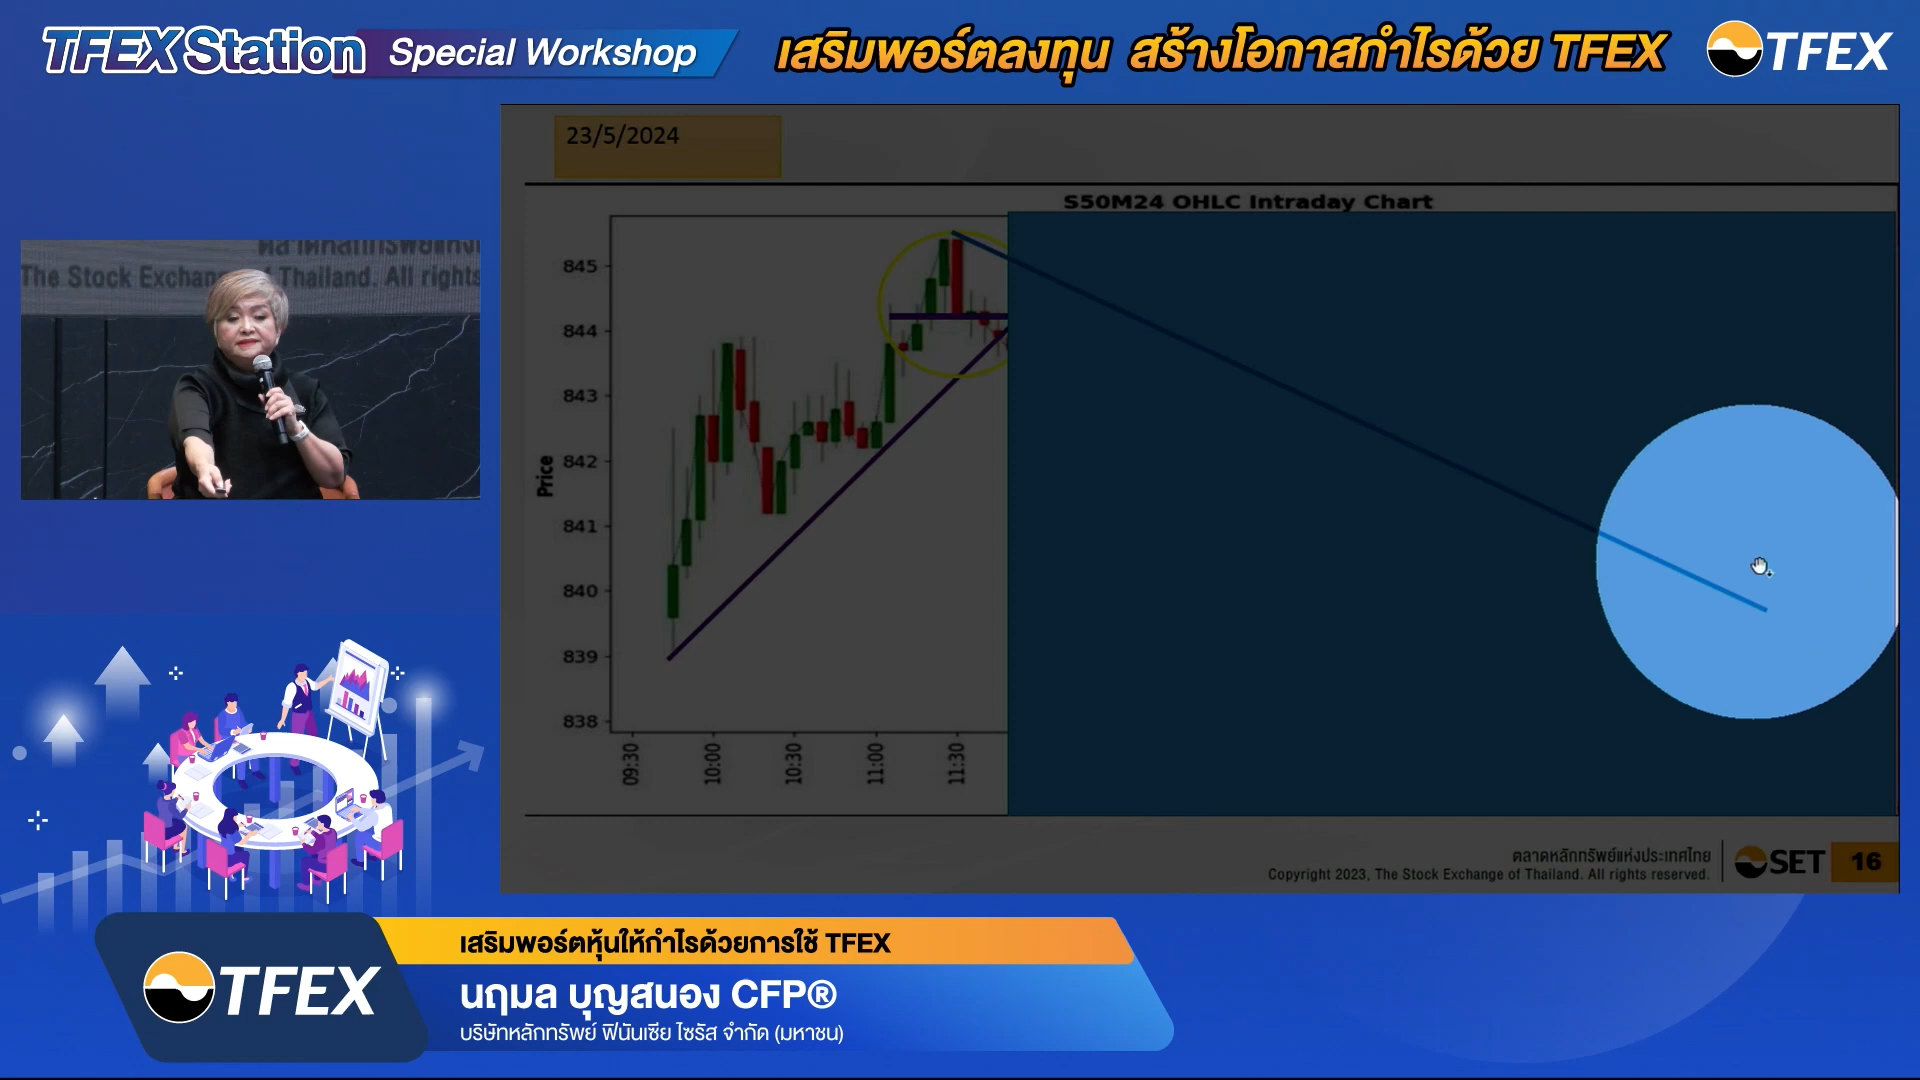 TFEX Station Special Workshop
เสริมพอร์ตลงทุน สร้างโอกาสกำไรด้วย TFEX
TFEX
23/5/2024
S50M24 OHLC Intraday Chart
The Stock Exchange of Thailand. All rights
Price
845
844
843
842
841
840
839
838
09:30
10:00
10:30
11:00
11:30
ตลาดหลักทรัพย์แห่งประเทศไทย
Copyright 2023, The Stock Exchange of Thailand. All rights reserved.
SET
16
TFEX
เสริมพอร์ตหุ้นให้กำไรด้วยการใช้ TFEX
นฤมล บุญสนอง CFP®
บริษัทหลักทรัพย์ ฟินันเซีย ไซรัส จำกัด (มหาชน)